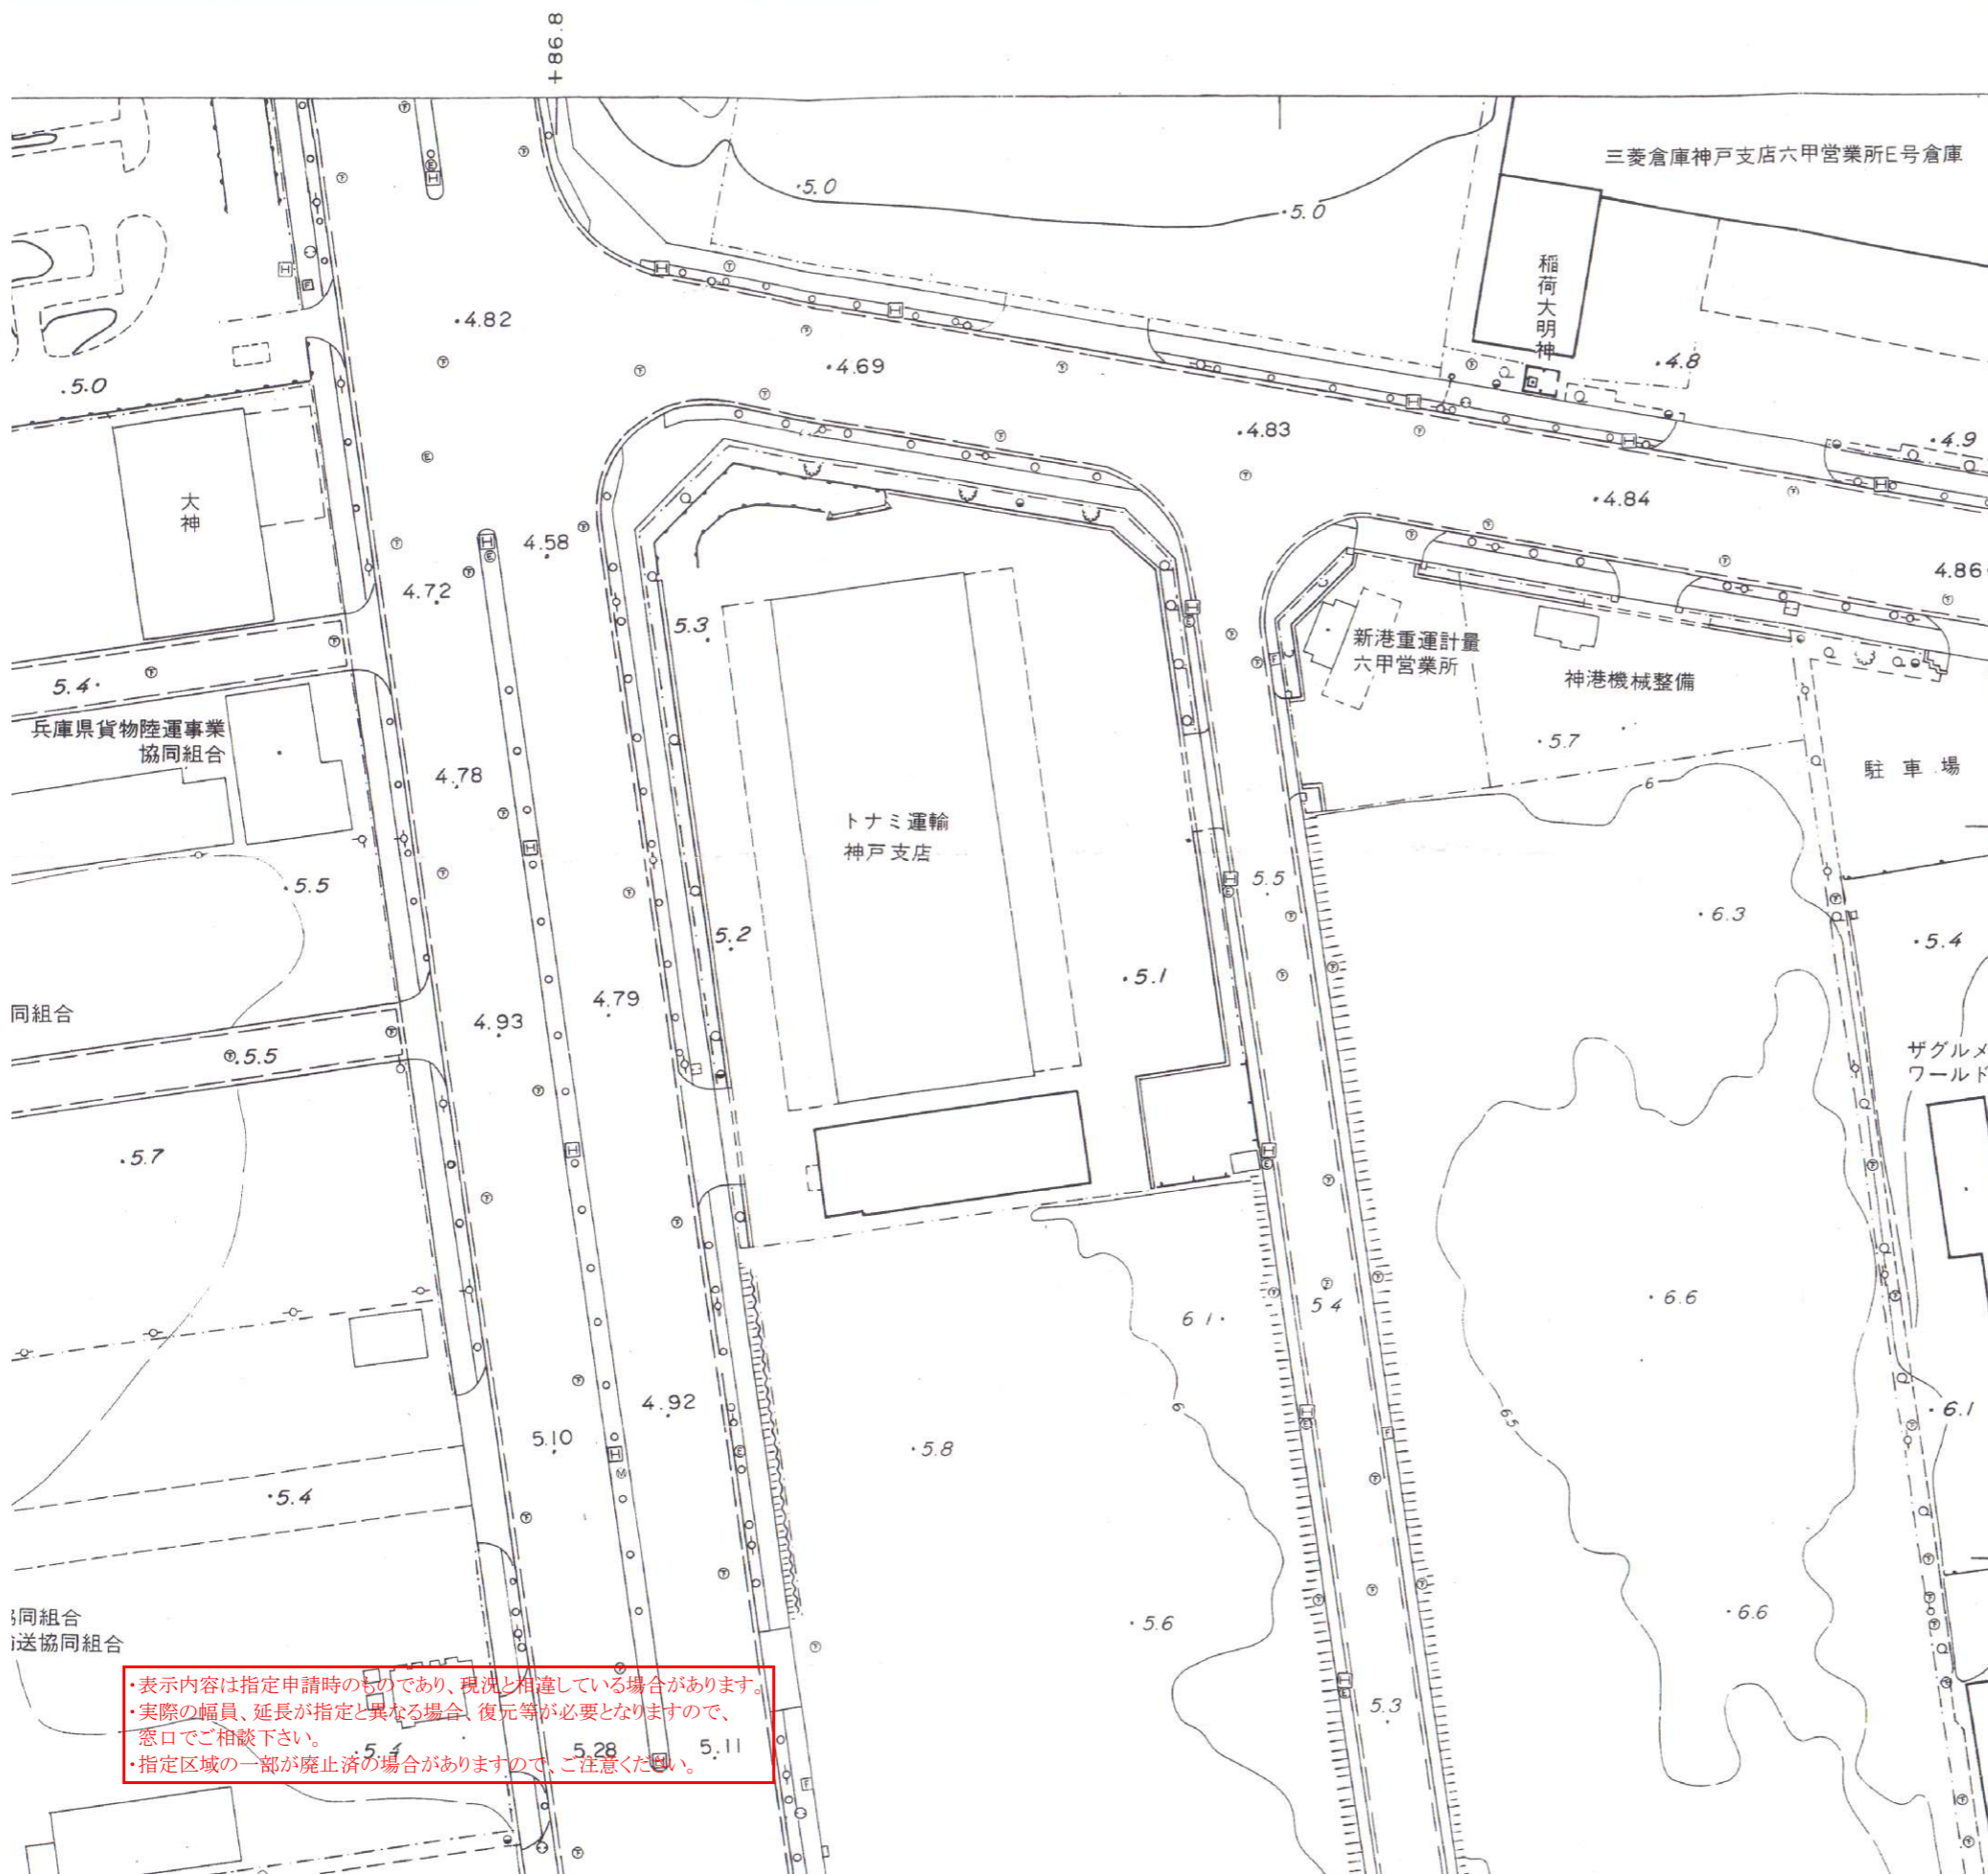 +86.8
三菱倉庫神戸支店六甲営業所E号倉庫
・5.0
・5.0
稲荷大明神
・4.82
・4.69
・4.8
・5.0
・4.83
・4.9
大神
・4.84
4.58
4.72
4.86
5.3
新港重運計量
六甲営業所
神港機械整備
5.4・
兵庫県貨物陸運事業
協同組合
・5.7
4.78
6
駐車場
トナミ運輸
神戸支店
・5.5
5.5
・6.3
5.2
・5.4
・5.1
4.79
同組合
4.93
・5.5
ザグルメ
ワールド
・5.7
・6.6
6 1・
5 4
4.92
6
65
・6.1
5.10
・5.8
・5.4
協同組合
送協同組合
・5.6
・6.6
・表示内容は指定申請時のものであり、現況と相違している場合があります。
・実際の幅員、延長が指定と異なる場合、復元等が必要となりますので、
窓口でご相談下さい。
・指定区域の一部が廃止済の場合がありますので、ご注意ください。
・5.4
5.28
5.11
5.3